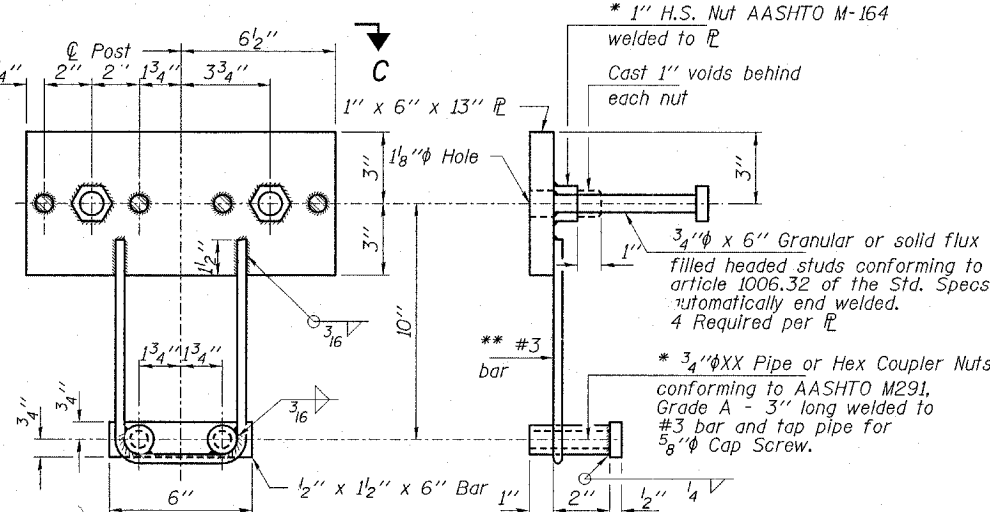 * 1" H.S. Nut AASHTO M-164
welded to ℙ
℄ Post
6½"
C
Cast 1" voids behind
each nut
¼"
2"
2"
1¾"
3¾"
1" x 6" x 13" ℙ
1⅛"ϕ Hole
3"
3"
3"
1½"
1"
¾"ϕ x 6" Granular or solid flux
filled headed studs conforming to
article 1006.32 of the Std. Specs
automatically end welded.
4 Required per ℙ
3/16
10"
** #3
bar
1¾"
1¾"
* ¾"ϕXX Pipe or Hex Coupler Nuts
conforming to AASHTO M291,
Grade A - 3" long welded to
#3 bar and tap pipe for
⅝"ϕ Cap Screw.
¾"
¾"
3/16
½" x 1½" x 6" Bar
6"
1"
2"
½"
¼